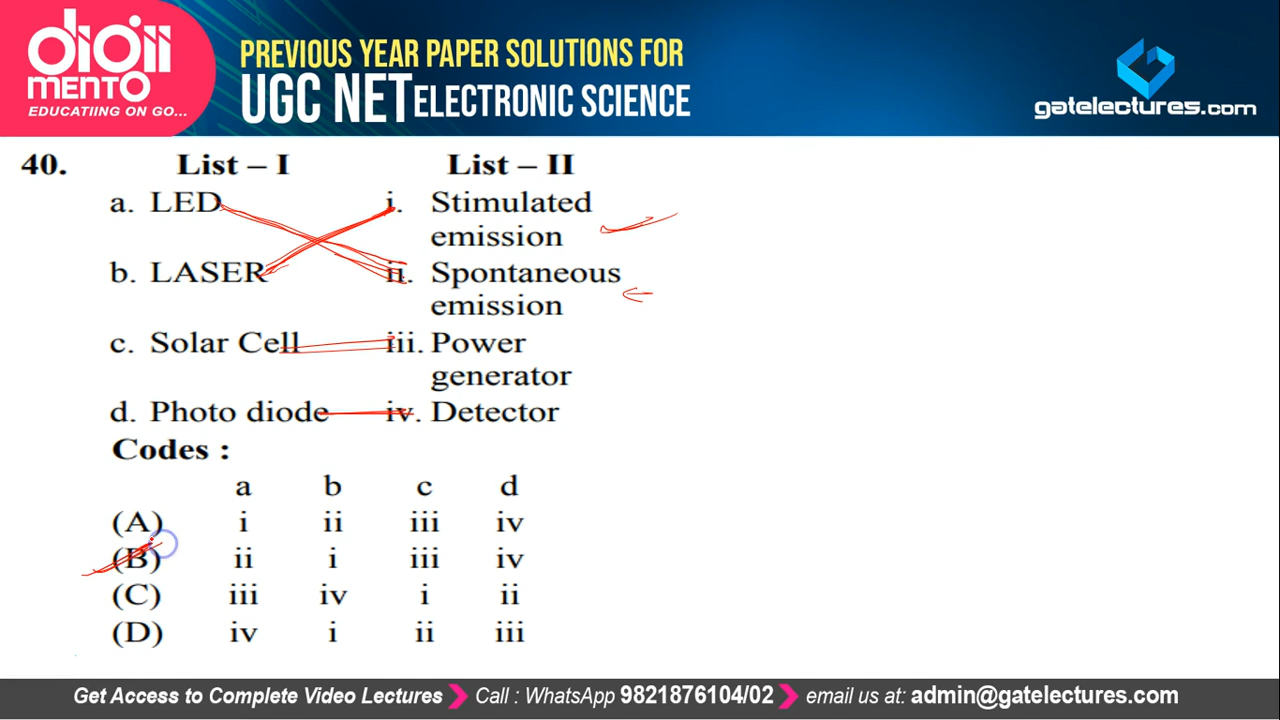 digii
MENTO
EDUCATIING ON GO...
PREVIOUS YEAR PAPER SOLUTIONS FOR
UGC NET ELECTRONIC SCIENCE
gatelectures.com
40. List – I List – II
a. LED i. Stimulated
emission
b. LASER ii. Spontaneous
emission
c. Solar Cell iii. Power
generator
d. Photo diode iv. Detector
Codes :
a b c d
(A) i ii iii iv
(B) ii i iii iv
(C) iii iv i ii
(D) iv i ii iii
Get Access to Complete Video Lectures Call : WhatsApp 9821876104/02 email us at: admin@gatelectures.com